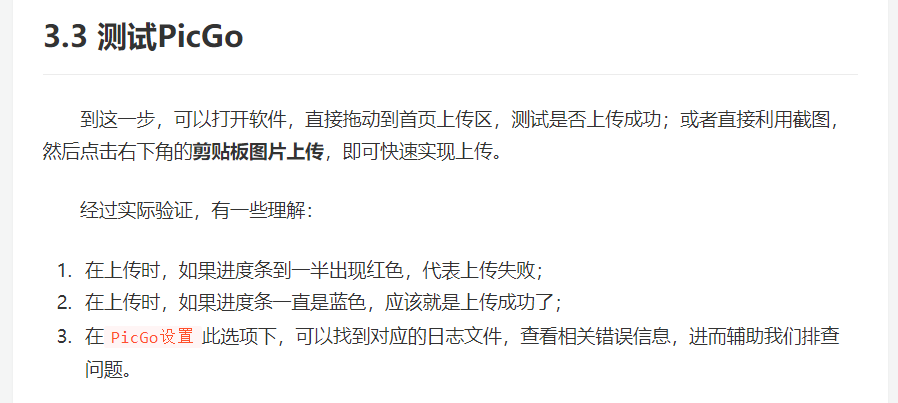 3.3 测试PicGo
到这一步，可以打开软件，直接拖动到首页上传区，测试是否上传成功；或者直接利用截图，
然后点击右下角的剪贴板图片上传，即可快速实现上传。
经过实际验证，有一些理解：
1. 在上传时，如果进度条到一半出现红色，代表上传失败；
2. 在上传时，如果进度条一直是蓝色，应该就是上传成功了；
3. 在 PicGo设置 此选项下，可以找到对应的日志文件，查看相关错误信息，进而辅助我们排查
问题。